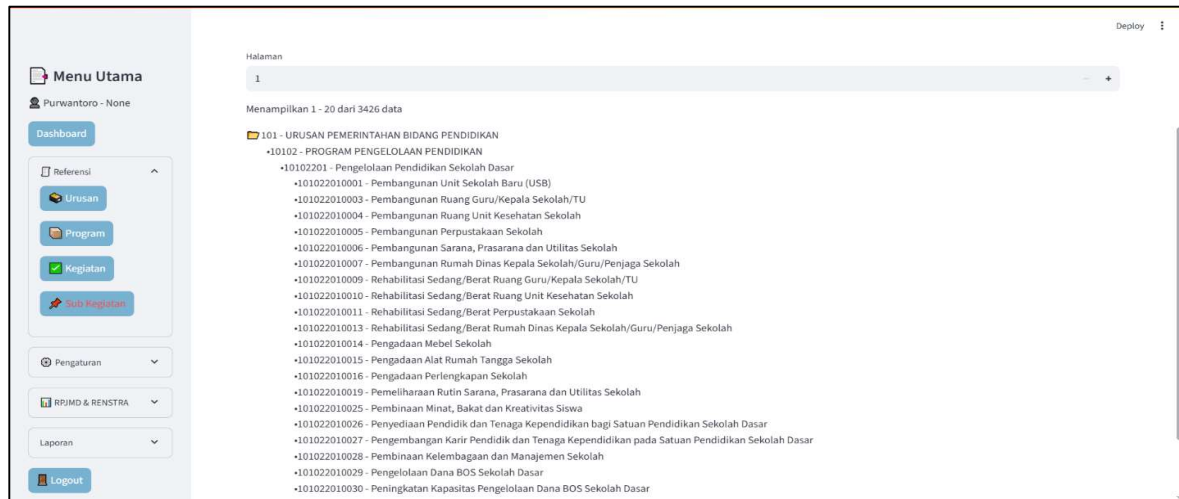 Deploy
Menu Utama
Purwantoro - None
Dashboard
Referensi
Urusan
Program
Kegiatan
Sub Kegiatan
Pengaturan
RPJMD & RENSTRA
Laporan
Logout
Halaman
1
Menampilkan 1 - 20 dari 3426 data
101 - URUSAN PEMERINTAHAN BIDANG PENDIDIKAN
•10102 - PROGRAM PENGELOLAAN PENDIDIKAN
•10102201 - Pengelolaan Pendidikan Sekolah Dasar
•101022010001 - Pembangunan Unit Sekolah Baru (USB)
•101022010003 - Pembangunan Ruang Guru/Kepala Sekolah/TU
•101022010004 - Pembangunan Ruang Unit Kesehatan Sekolah
•101022010005 - Pembangunan Perpustakaan Sekolah
•101022010006 - Pembangunan Sarana, Prasarana dan Utilitas Sekolah
•101022010007 - Pembangunan Rumah Dinas Kepala Sekolah/Guru/Penjaga Sekolah
•101022010009 - Rehabilitasi Sedang/Berat Ruang Guru/Kepala Sekolah/TU
•101022010010 - Rehabilitasi Sedang/Berat Ruang Unit Kesehatan Sekolah
•101022010011 - Rehabilitasi Sedang/Berat Perpustakaan Sekolah
•101022010013 - Rehabilitasi Sedang/Berat Rumah Dinas Kepala Sekolah/Guru/Penjaga Sekolah
•101022010014 - Pengadaan Mebel Sekolah
•101022010015 - Pengadaan Alat Rumah Tangga Sekolah
•101022010016 - Pengadaan Perlengkapan Sekolah
•101022010019 - Pemeliharaan Rutin Sarana, Prasarana dan Utilitas Sekolah
•101022010025 - Pembinaan Minat, Bakat dan Kreativitas Siswa
•101022010026 - Penyediaan Pendidik dan Tenaga Kependidikan bagi Satuan Pendidikan Sekolah Dasar
•101022010027 - Pengembangan Karir Pendidik dan Tenaga Kependidikan pada Satuan Pendidikan Sekolah Dasar
•101022010028 - Pembinaan Kelembagaan dan Manajemen Sekolah
•101022010029 - Pengelolaan Dana BOS Sekolah Dasar
•101022010030 - Peningkatan Kapasitas Pengelolaan Dana BOS Sekolah Dasar